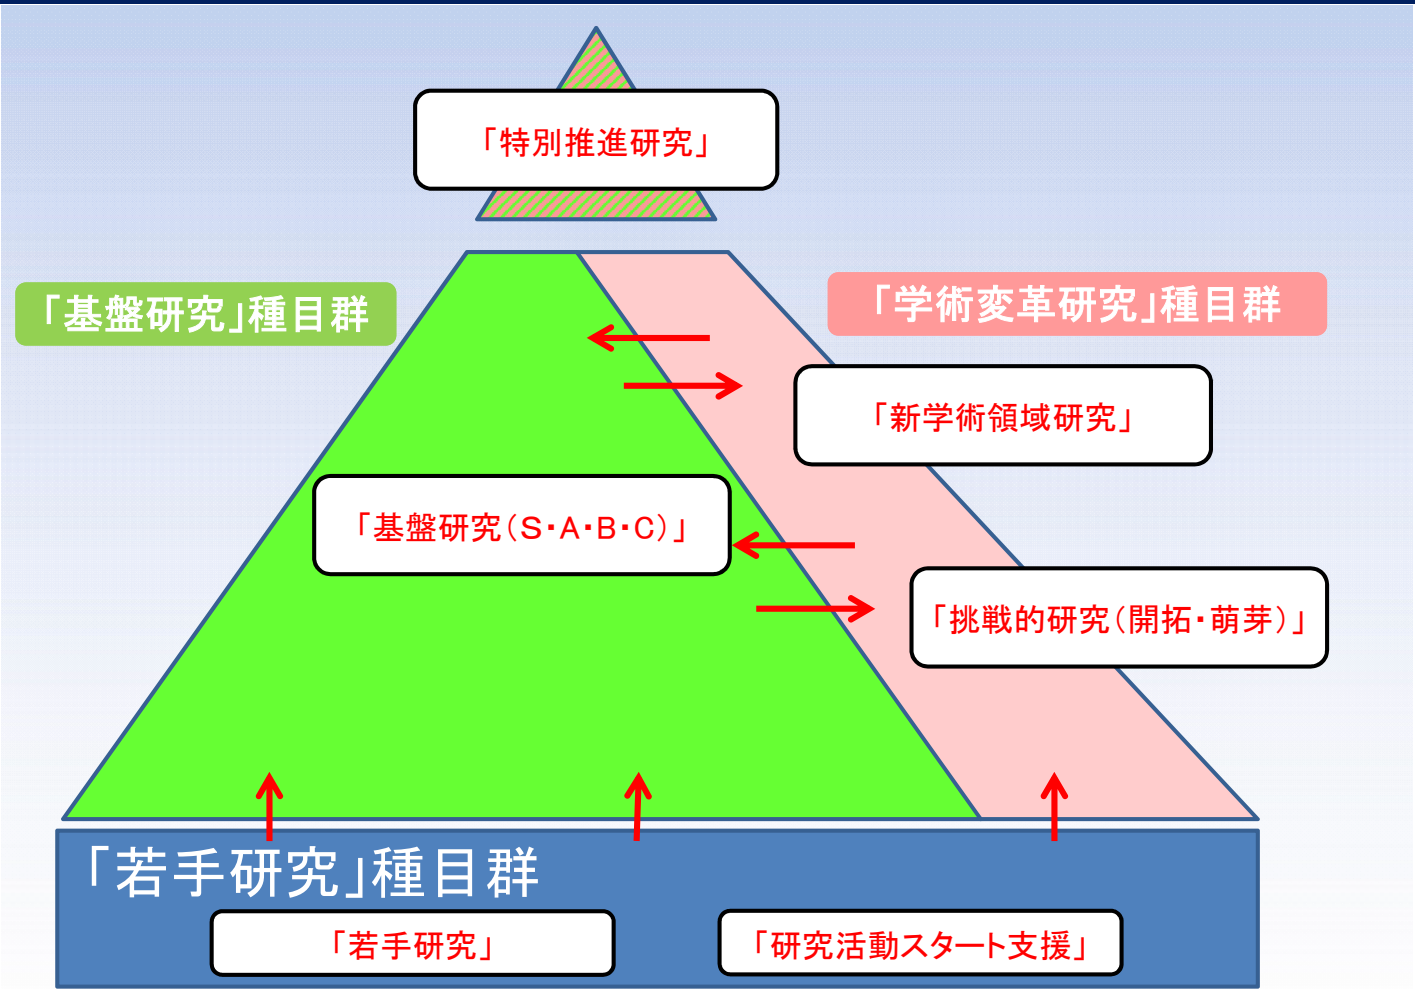 「特別推進研究」
「基盤研究」種目群
「学術変革研究」種目群
「新学術領域研究」
「基盤研究(S・A・B・C)」
「挑戦的研究(開拓・萌芽)」
「若手研究」種目群
「若手研究」
「研究活動スタート支援」